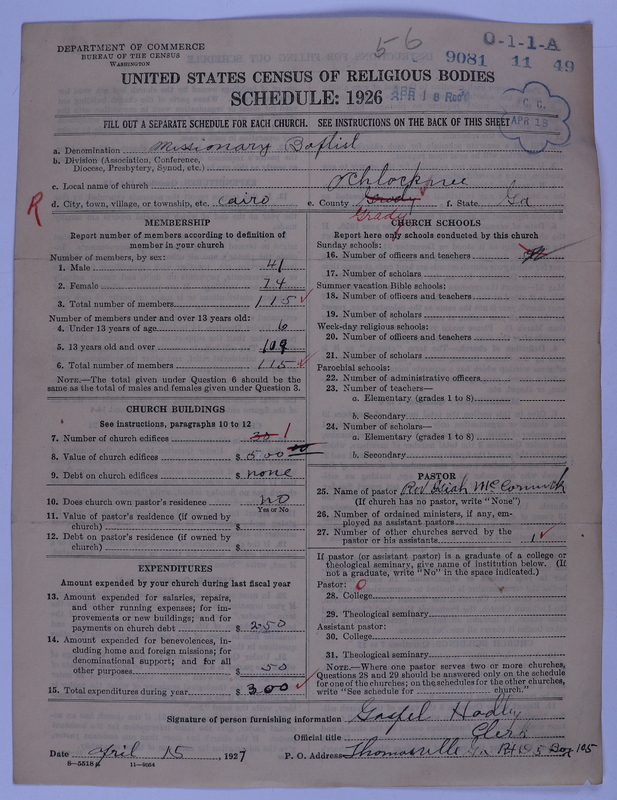 DEPARTMENT OF COMMERCE
BUREAU OF THE CENSUS
WASHINGTON
56
9081
O-1-1-A
11 49
UNITED STATES CENSUS OF RELIGIOUS BODIES
SCHEDULE: 1926
APR 18 Rec'd
C. C.
APR 18
FILL OUT A SEPARATE SCHEDULE FOR EACH CHURCH. SEE INSTRUCTIONS ON THE BACK OF THIS SHEET
a. Denomination Missionary Baptist
b. Division (Association, Conference,
Diocese, Presbytery, Synod, etc.)
c. Local name of church Ochlocknee
R
d. City, town, village, or township, etc. Cairo e. County Grady f. State Ga
Grady
MEMBERSHIP
Report number of members according to definition of
member in your church
Number of members, by sex:
1. Male 41
2. Female 74
3. Total number of members 115
Number of members under and over 13 years old:
4. Under 13 years of age 6
5. 13 years old and over 109
6. Total number of members 115
NOTE.—The total given under Question 6 should be
same as the total of males and females given under Question 3.
CHURCH BUILDINGS
See instructions, paragraphs 10 to 12
7. Number of church edifices 1
8. Value of church edifices $ 500
9. Debt on church edifices $ none
10. Does church own pastor's residence no
Yes or No
11. Value of pastor's residence (if owned by
church) $
12. Debt on pastor's residence (if owned by
church) $
EXPENDITURES
Amount expended by your church during last fiscal year
13. Amount expended for salaries, repairs,
and other running expenses; for im-
provements or new buildings; and for
payments on church debt $ 250
14. Amount expended for benevolences, in-
cluding home and foreign missions; for
denominational support; and for all
other purposes $ 50
15. Total expenditures during year $ 300
CHURCH SCHOOLS
Report here only schools conducted by this church
Sunday schools:
16. Number of officers and teachers
17. Number of scholars
Summer vacation Bible schools:
18. Number of officers and teachers
19. Number of scholars
Week-day religious schools:
20. Number of officers and teachers
21. Number of scholars
Parochial schools:
22. Number of administrative officers
23. Number of teachers—
a. Elementary (grades 1 to 8)
b. Secondary
24. Number of scholars—
a. Elementary (grades 1 to 8)
b. Secondary
PASTOR
25. Name of pastor Rev Isiah McCormick
(If church has no pastor, write "None")
26. Number of ordained ministers, if any, em-
ployed as assistant pastors
27. Number of other churches served by the
pastor or his assistants 1
If pastor (or assistant pastor) is a graduate of a college or
theological seminary, give name of institution below. (If
not a graduate, write "No" in the space indicated.)
Pastor: 0
28. College
29. Theological seminary
Assistant pastor:
30. College
31. Theological seminary
NOTE.—Where one pastor serves two or more churches,
Questions 28 and 29 should be answered only on the schedule
for one of the churches; on the schedules for the other churches,
write "See schedule for church."
Signature of person furnishing information Gospel Hadley
Official title Clerk
Date April 15, 1927 P. O. Address Thomasville Ga Rt 5 Box 105
8—5518 11—9054